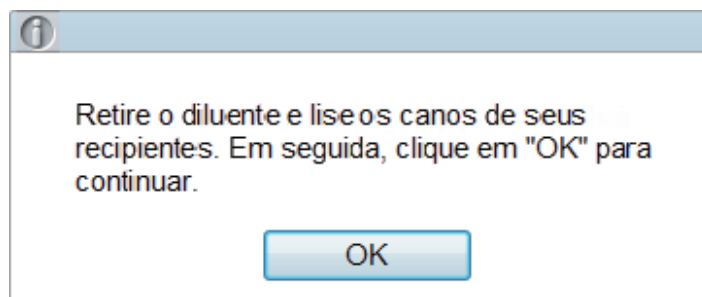 Retire o diluente e lise os canos de seus
recipientes. Em seguida, clique em "OK" para
continuar.
OK